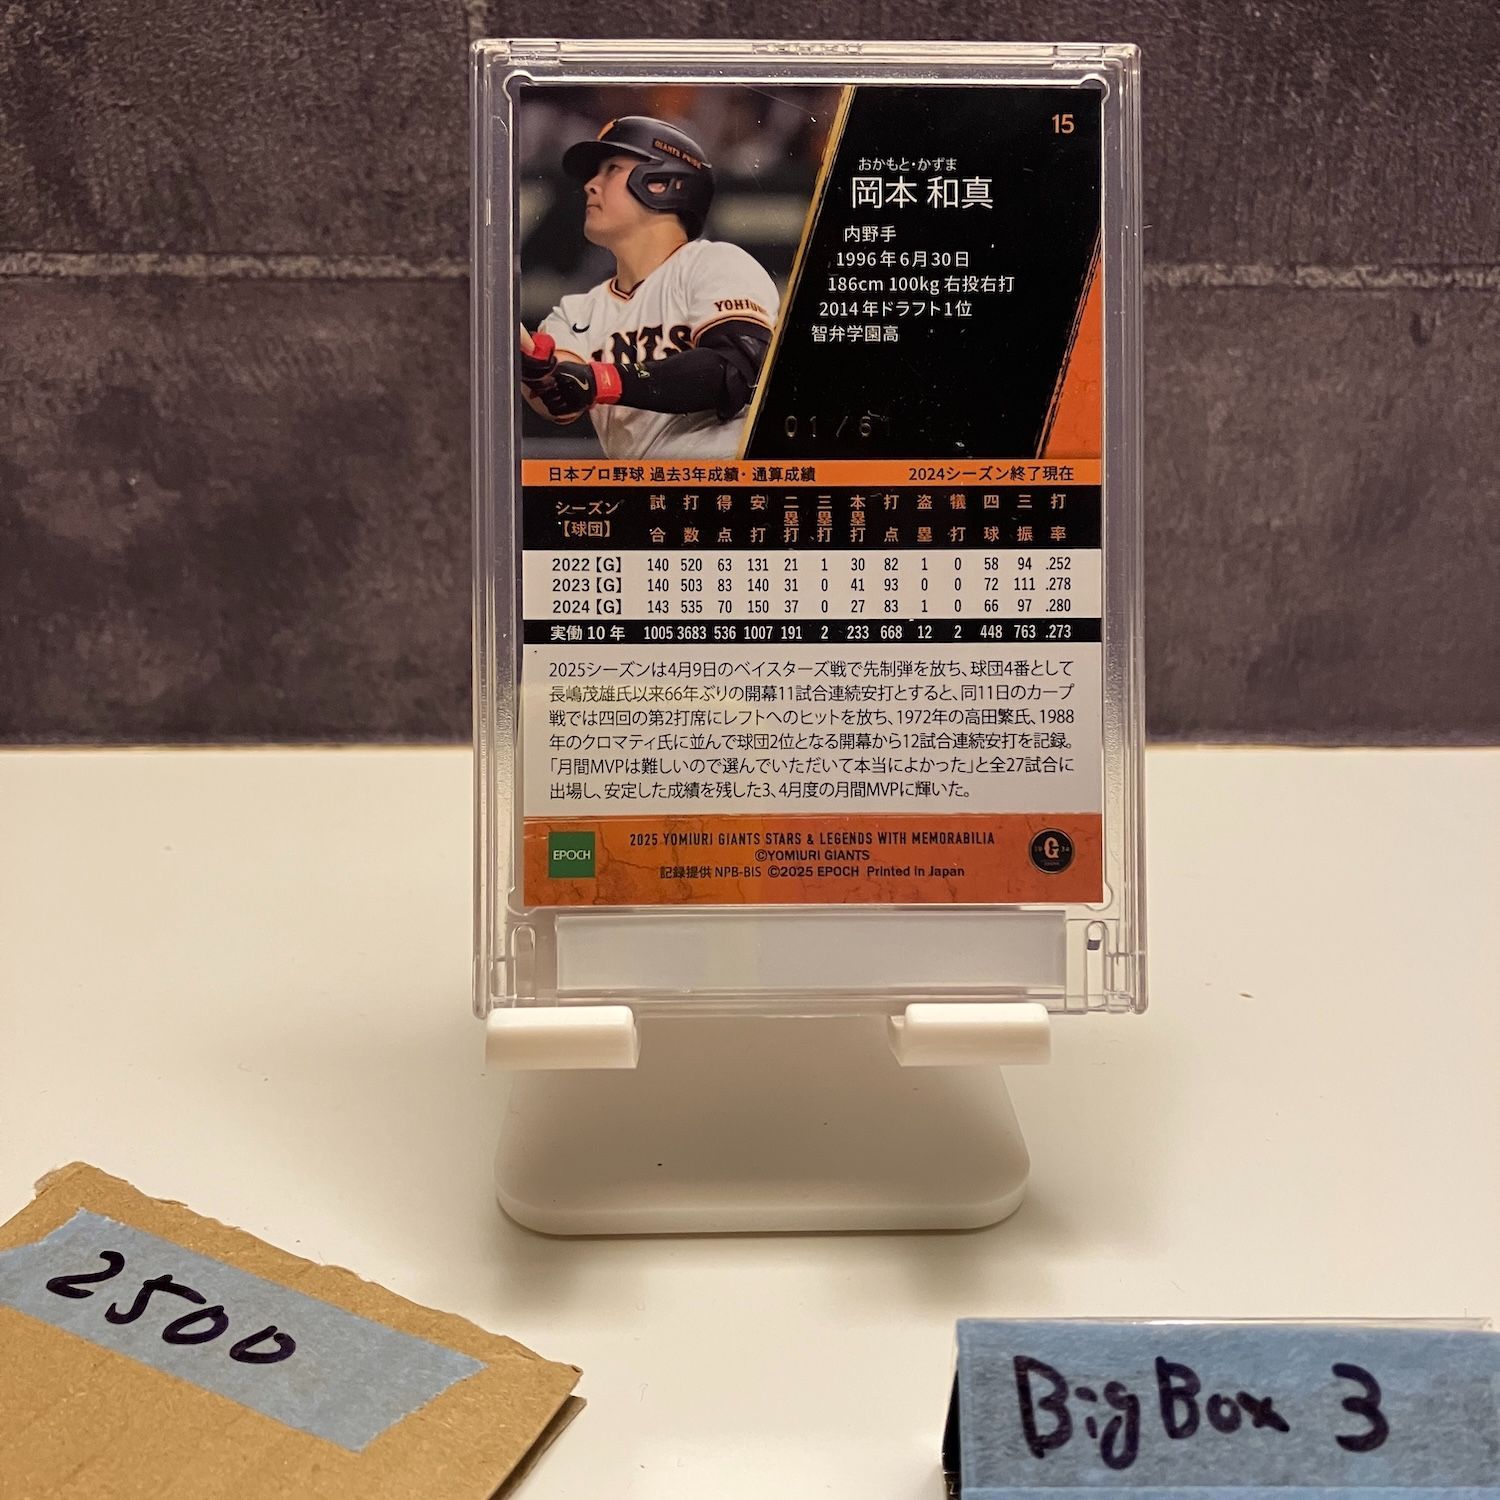 15
おかもと・かずま
岡本 和真
内野手
1996年6月30日
186cm 100kg 右投右打
2014年ドラフト1位
智弁学園高
GIANTS PRIDE
01/61
日本プロ野球 過去3年成績・通算成績 2024シーズン終了現在
シーズン【球団】 試合 打数 得点 安打 二塁打 三塁打 本塁打 打点 盗塁 犠打 四球 三振 打率
2022【G】 140 520 63 131 21 1 30 82 1 0 58 94 .252
2023【G】 140 503 83 140 31 0 41 93 0 0 72 111 .278
2024【G】 143 535 70 150 37 0 27 83 1 0 66 97 .280
実働10年 1005 3683 536 1007 191 2 233 668 12 2 448 763 .273
2025シーズンは4月9日のベイスターズ戦で先制弾を放ち、球団4番として
長嶋茂雄氏以来66年ぶりの開幕11試合連続安打とすると、同11日のカープ
戦では四回の第2打席にレフトへのヒットを放ち、1972年の高田繁氏、1988
年のクロマティ氏に並んで球団2位となる開幕から12試合連続安打を記録。
「月間MVPは難しいので選んでいただいて本当によかった」と全27試合に
出場し、安定した成績を残した3、4月度の月間MVPに輝いた。
EPOCH
2025 YOMIURI GIANTS STARS & LEGENDS WITH MEMORABILIA
©YOMIURI GIANTS
記録提供 NPB-BIS ©2025 EPOCH Printed in Japan
G
2500
Big Box 3